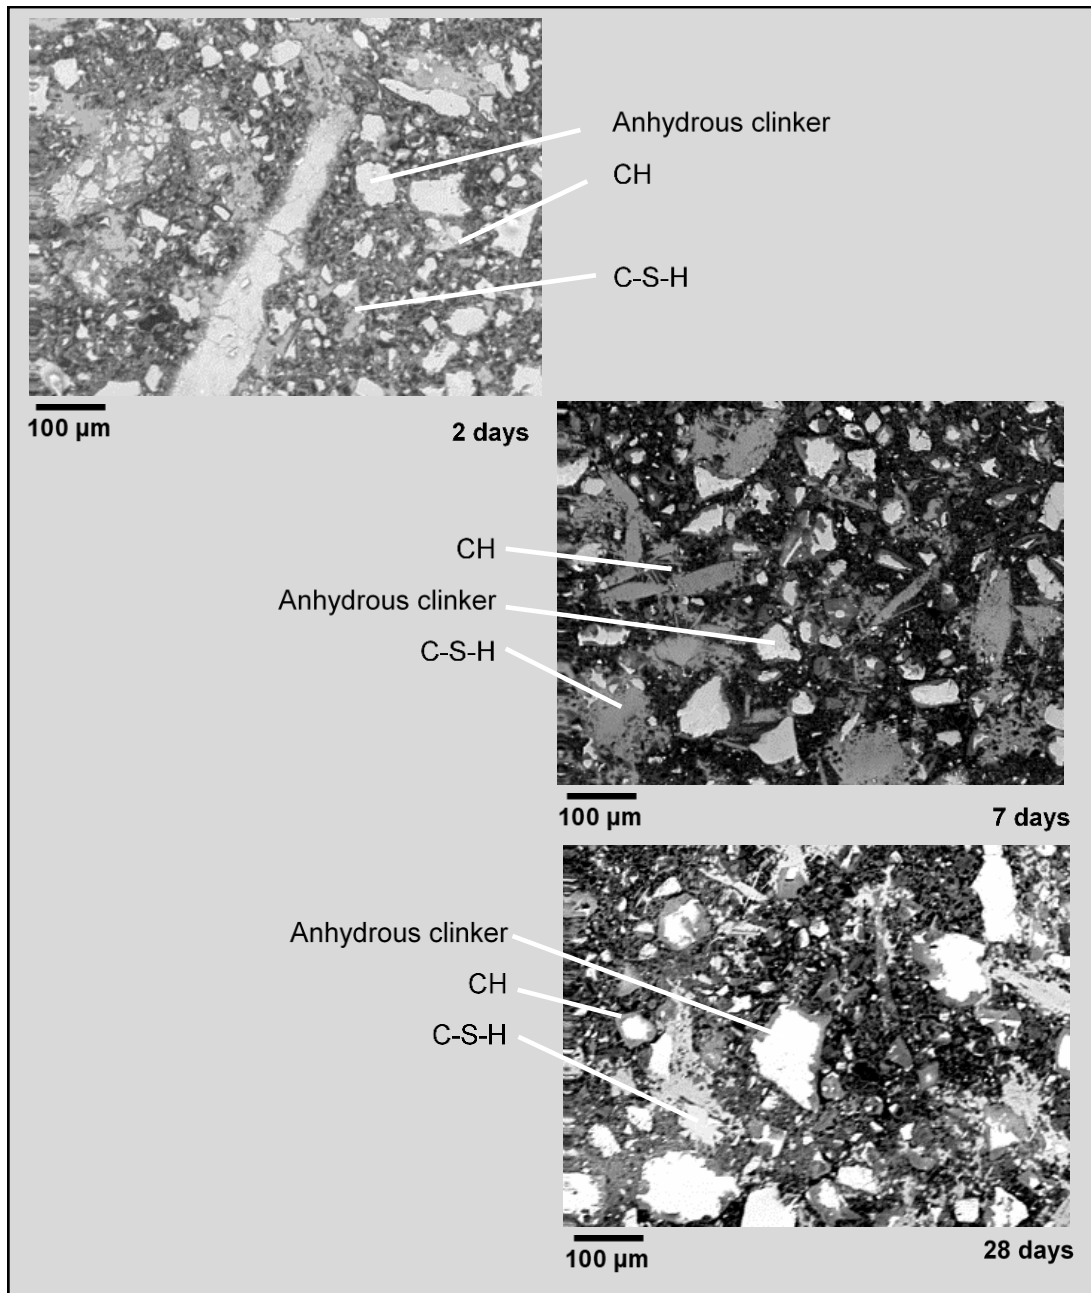 Anhydrous clinker
CH
C-S-H
100 µm
2 days
CH
Anhydrous clinker
C-S-H
100 µm
7 days
Anhydrous clinker
CH
C-S-H
100 µm
28 days